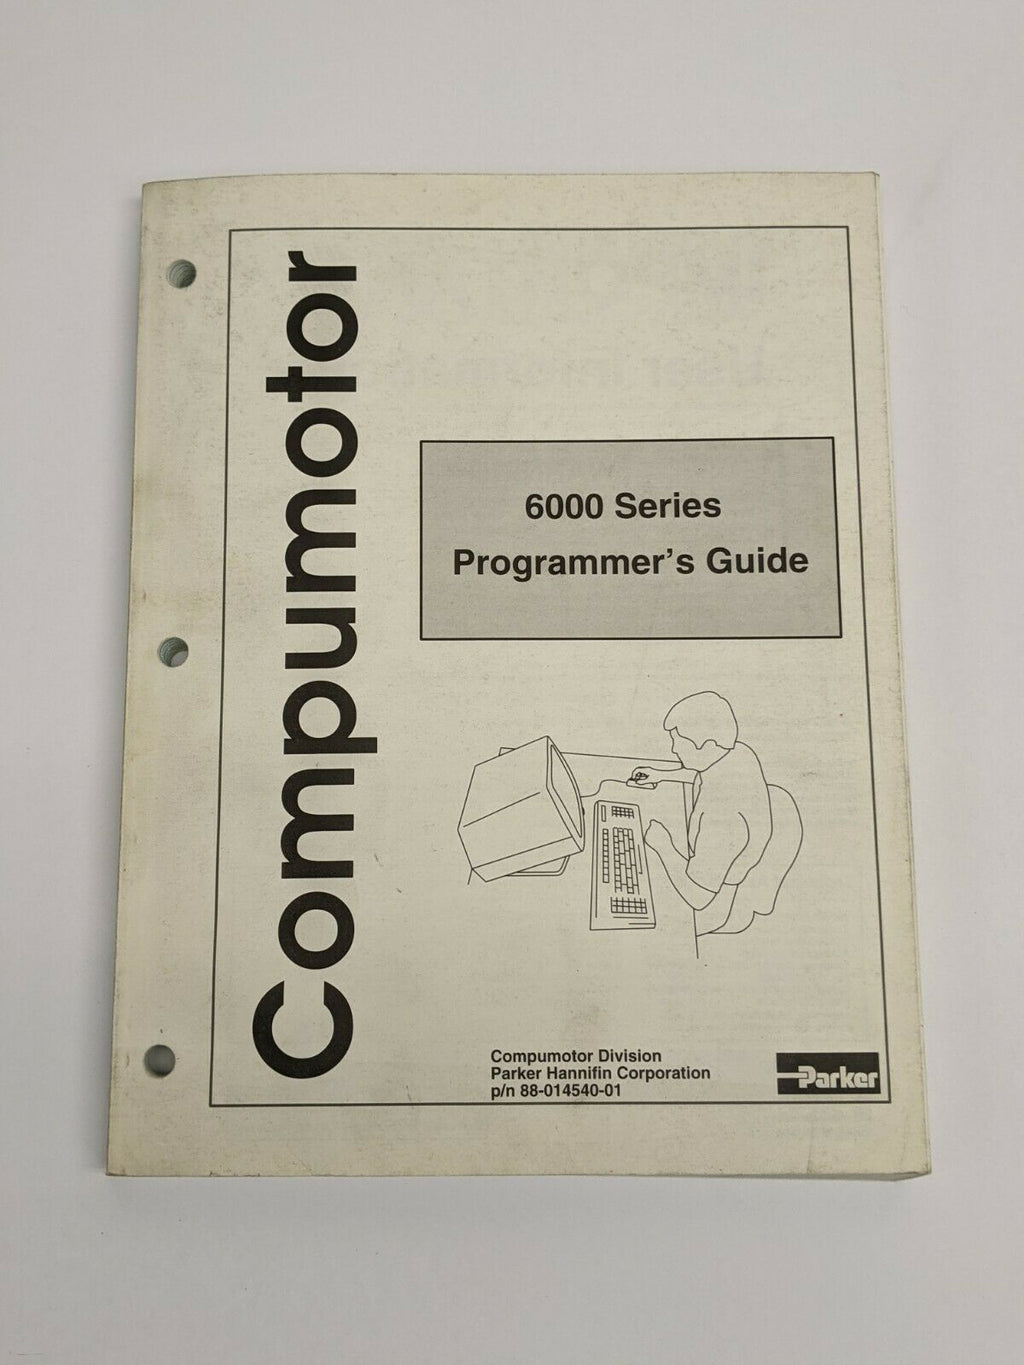 Compumotor
6000 Series
Programmer's Guide
Compumotor Division
Parker Hannifin Corporation
p/n 88-014540-01
Parker